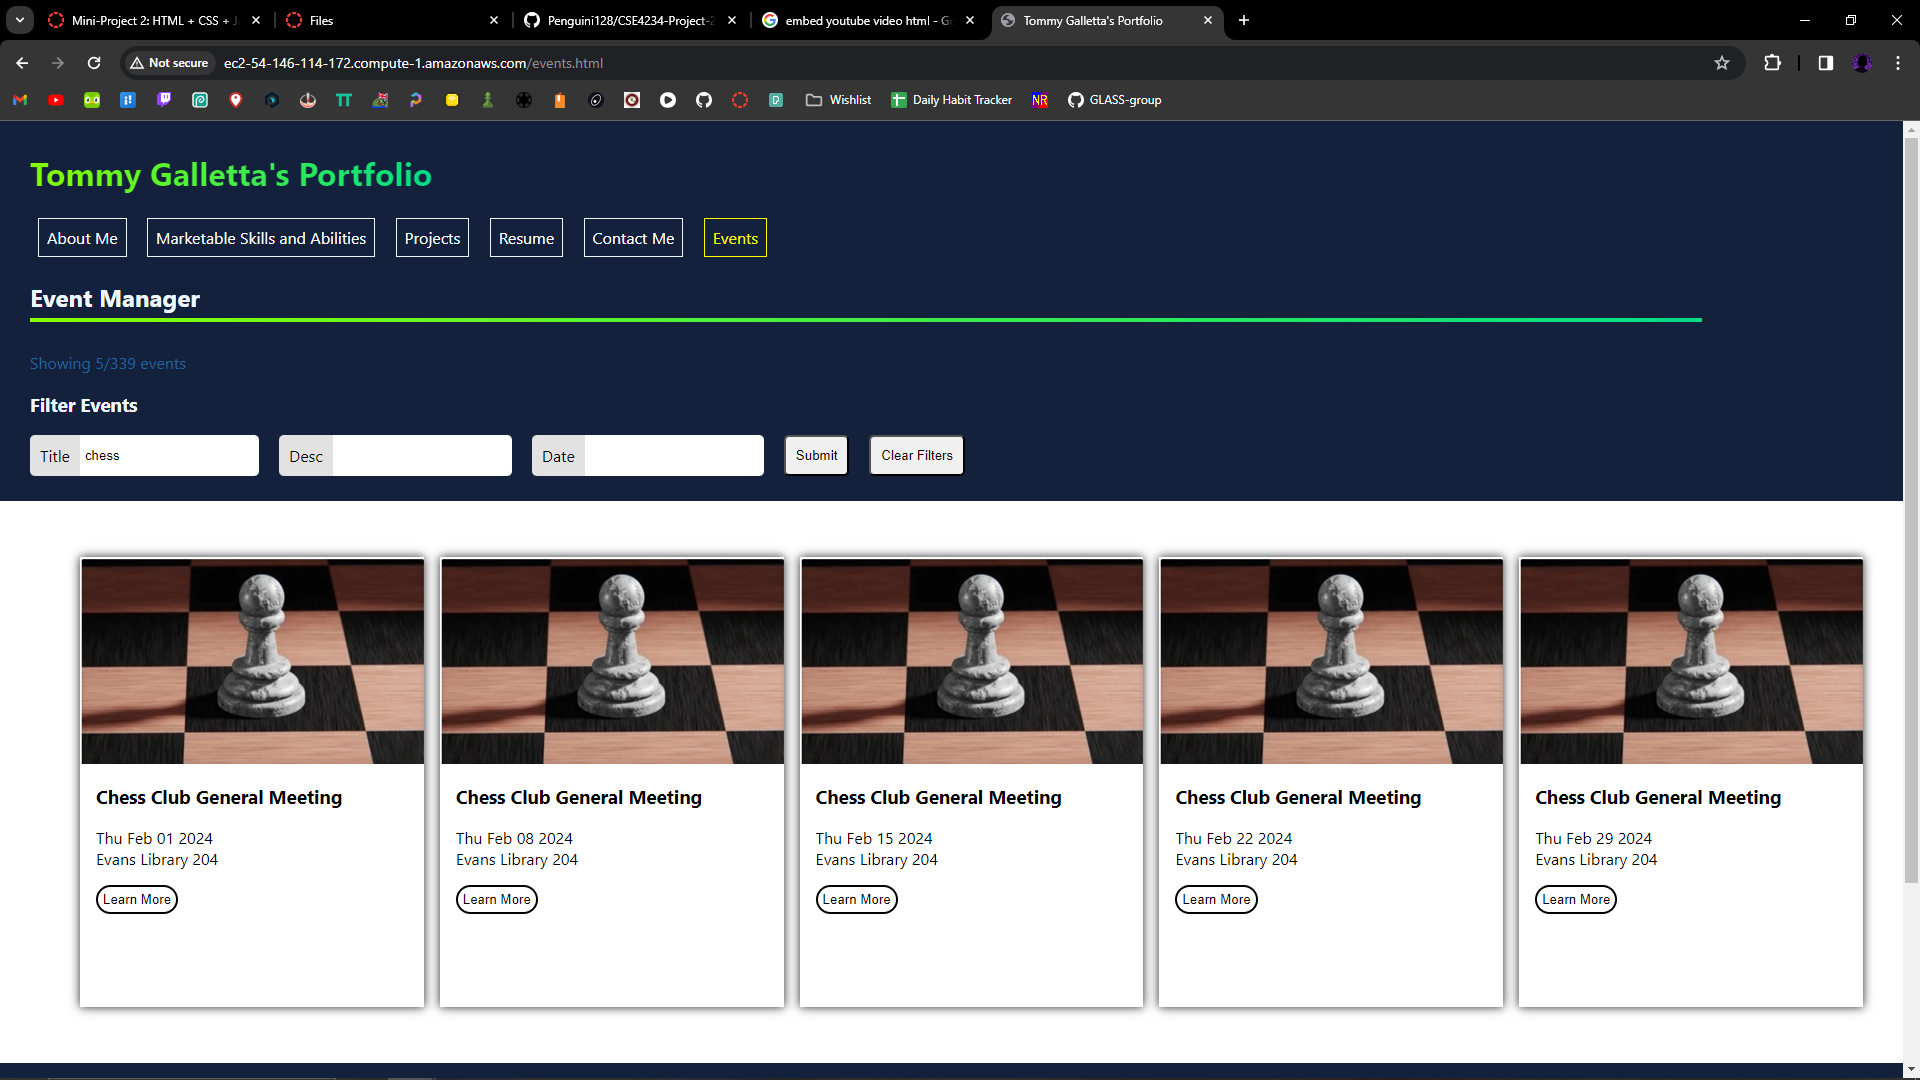 Mini-Project 2: HTML + CSS + J
Files
Penguini128/CSE4234-Project-2
embed youtube video html - Go
Tommy Galletta's Portfolio
Not secure
ec2-54-146-114-172.compute-1.amazonaws.com/events.html
TT
Wishlist
Daily Habit Tracker
NR
GLASS-group
Tommy Galletta's Portfolio
About Me
Marketable Skills and Abilities
Projects
Resume
Contact Me
Events
Event Manager
Showing 5/339 events
Filter Events
Title chess
Desc
Date
Submit
Clear Filters
Chess Club General Meeting
Thu Feb 01 2024
Evans Library 204
Learn More
Chess Club General Meeting
Thu Feb 08 2024
Evans Library 204
Learn More
Chess Club General Meeting
Thu Feb 15 2024
Evans Library 204
Learn More
Chess Club General Meeting
Thu Feb 22 2024
Evans Library 204
Learn More
Chess Club General Meeting
Thu Feb 29 2024
Evans Library 204
Learn More